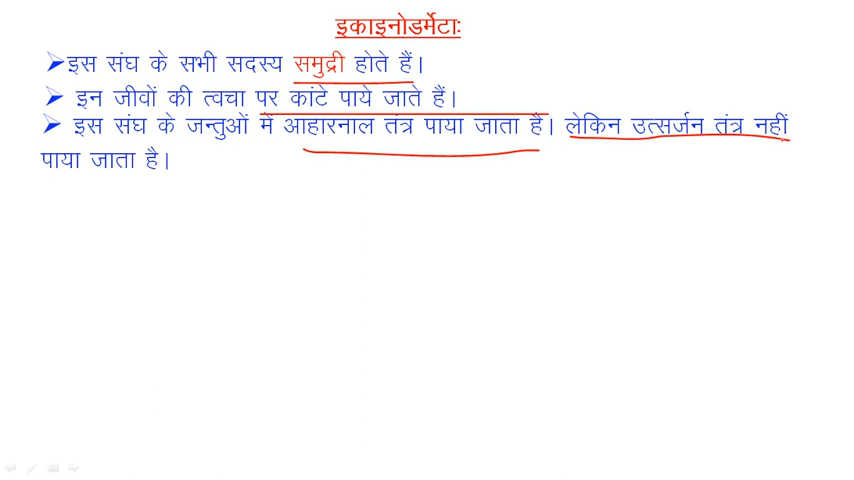 इकाइनोडर्मेटाः
➢इस संघ के सभी सदस्य समुद्री होते हैं।
➢ इन जीवों की त्वचा पर कांटे पाये जाते हैं।
➢ इस संघ के जन्तुओं में आहारनाल तंत्र पाया जाता है। लेकिन उत्सर्जन तंत्र नहीं
पाया जाता है।